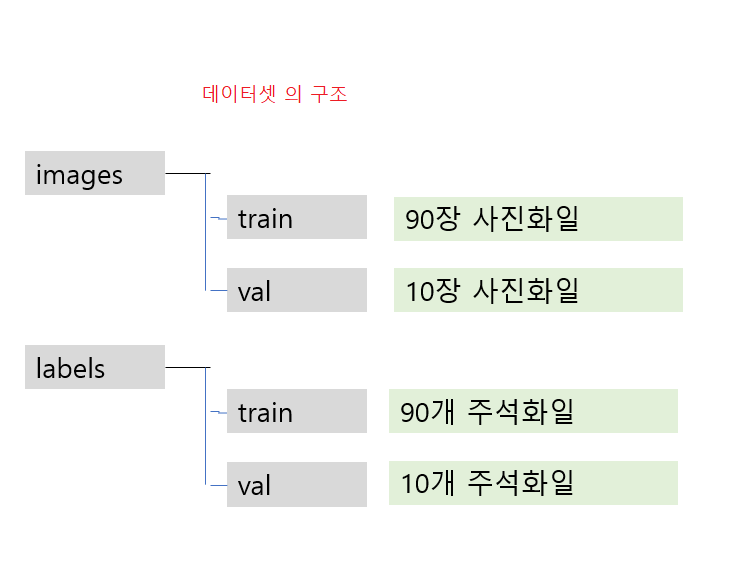 데이터셋 의 구조
images
train
90장 사진화일
val
10장 사진화일
labels
train
90개 주석화일
val
10개 주석화일